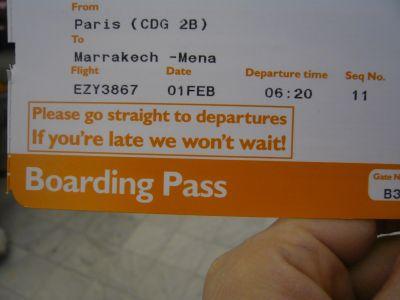 From
Paris (CDG 2B)
To
Marrakech -Mena
Flight Date Departure time Seq No.
EZY3867 01FEB 06:20 11
Please go straight to departures
If you're late we won't wait!
Boarding Pass
Gate N
B3